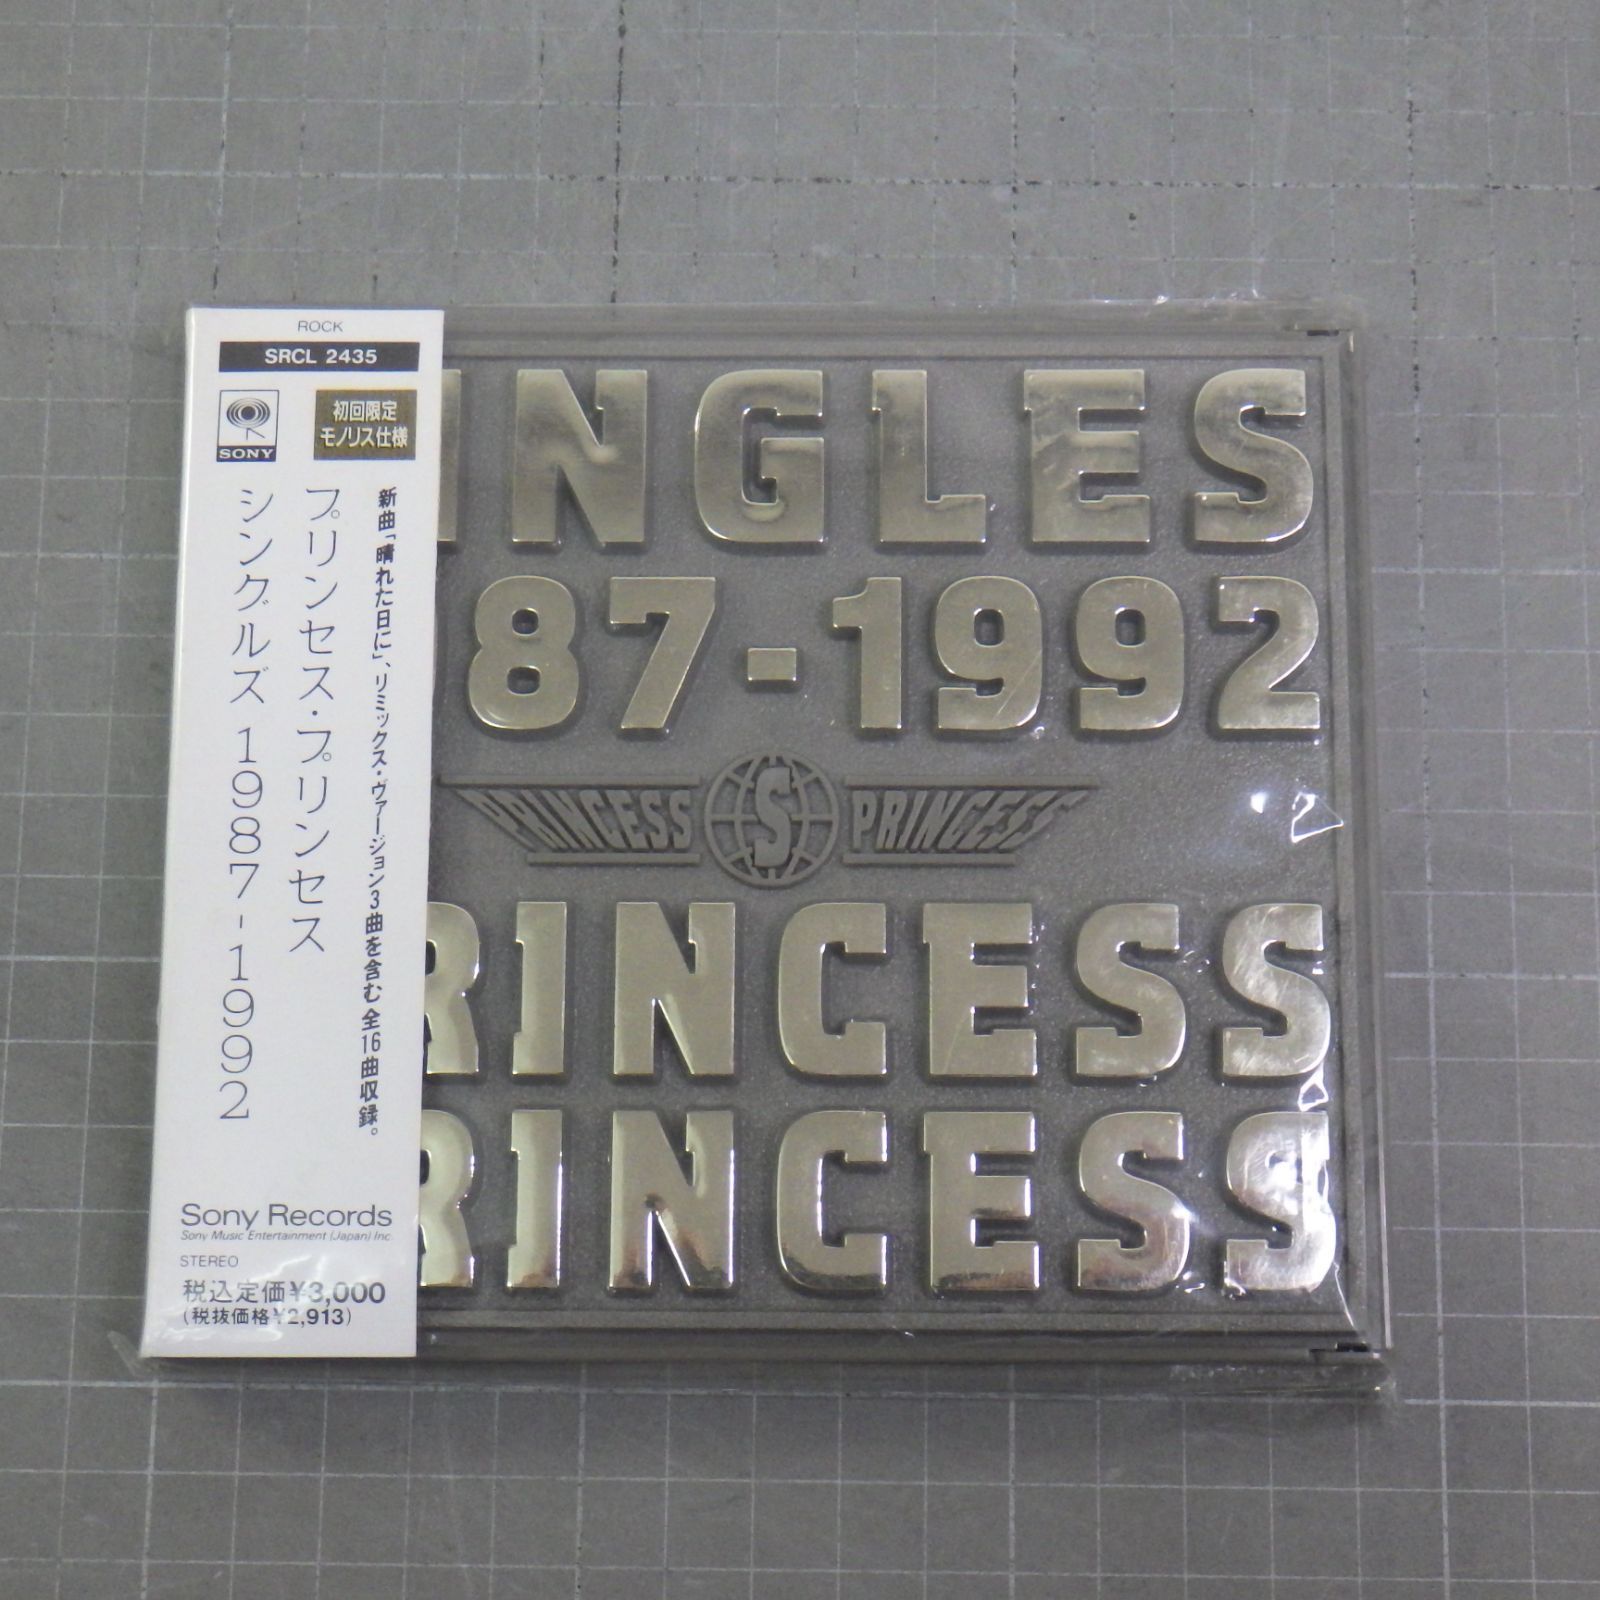 ROCK
SRCL 2435
SONY
初回限定
モノリス仕様
新曲「晴れた日に」、リミックス・ヴァージョン3曲を含む全16曲収録。
プリンセス・プリンセス
シングルズ 1987-1992
Sony Records
Sony Music Entertainment (Japan) Inc.
STEREO
税込定価¥3,000
(税抜価格¥2,913)
INGLES
87-1992
PRINCESS S PRINCESS
RINCESS
RINCESS